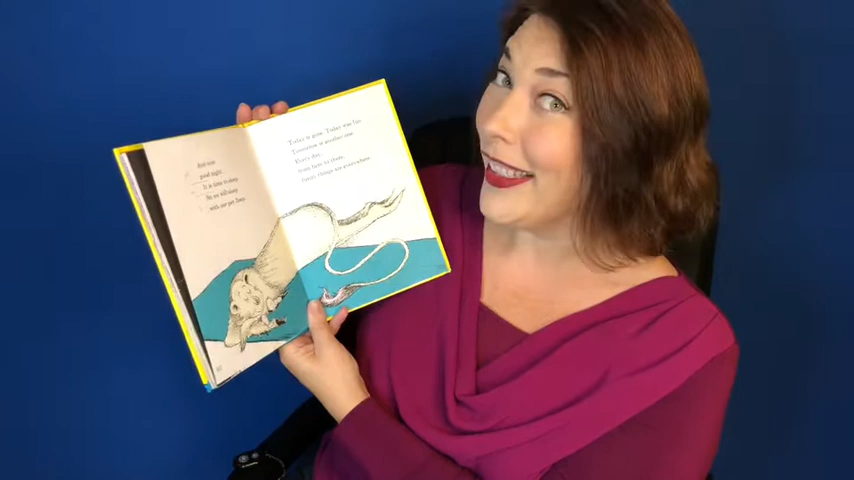 And now
good night.
It is time to sleep
So we will sleep
with our pet Zeep.
Today is gone. Today was fun.
Tomorrow is another one.
Every day,
from here to there,
funny things are everywhere.